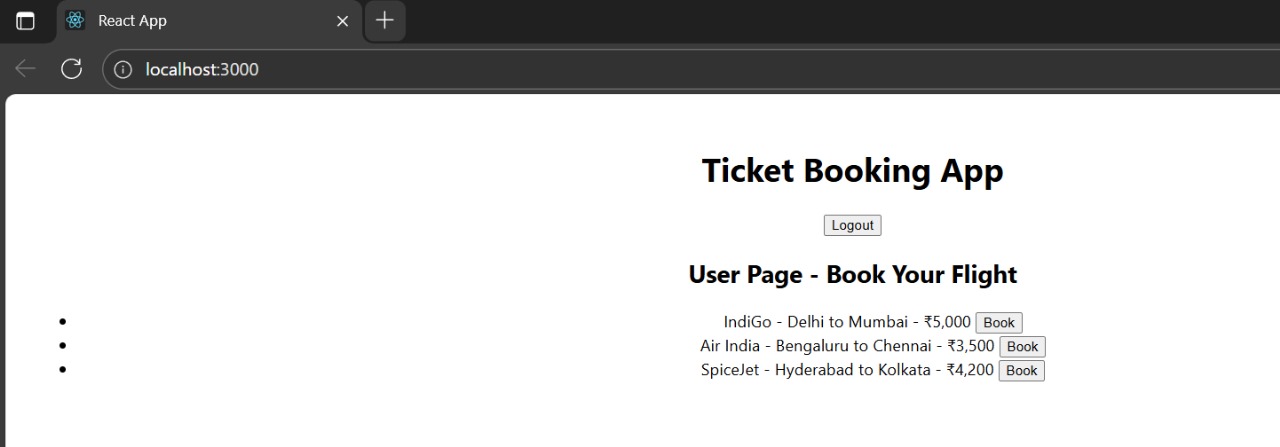 React App
localhost:3000
Ticket Booking App
Logout
User Page - Book Your Flight
IndiGo - Delhi to Mumbai - ₹5,000 Book
Air India - Bengaluru to Chennai - ₹3,500 Book
SpiceJet - Hyderabad to Kolkata - ₹4,200 Book